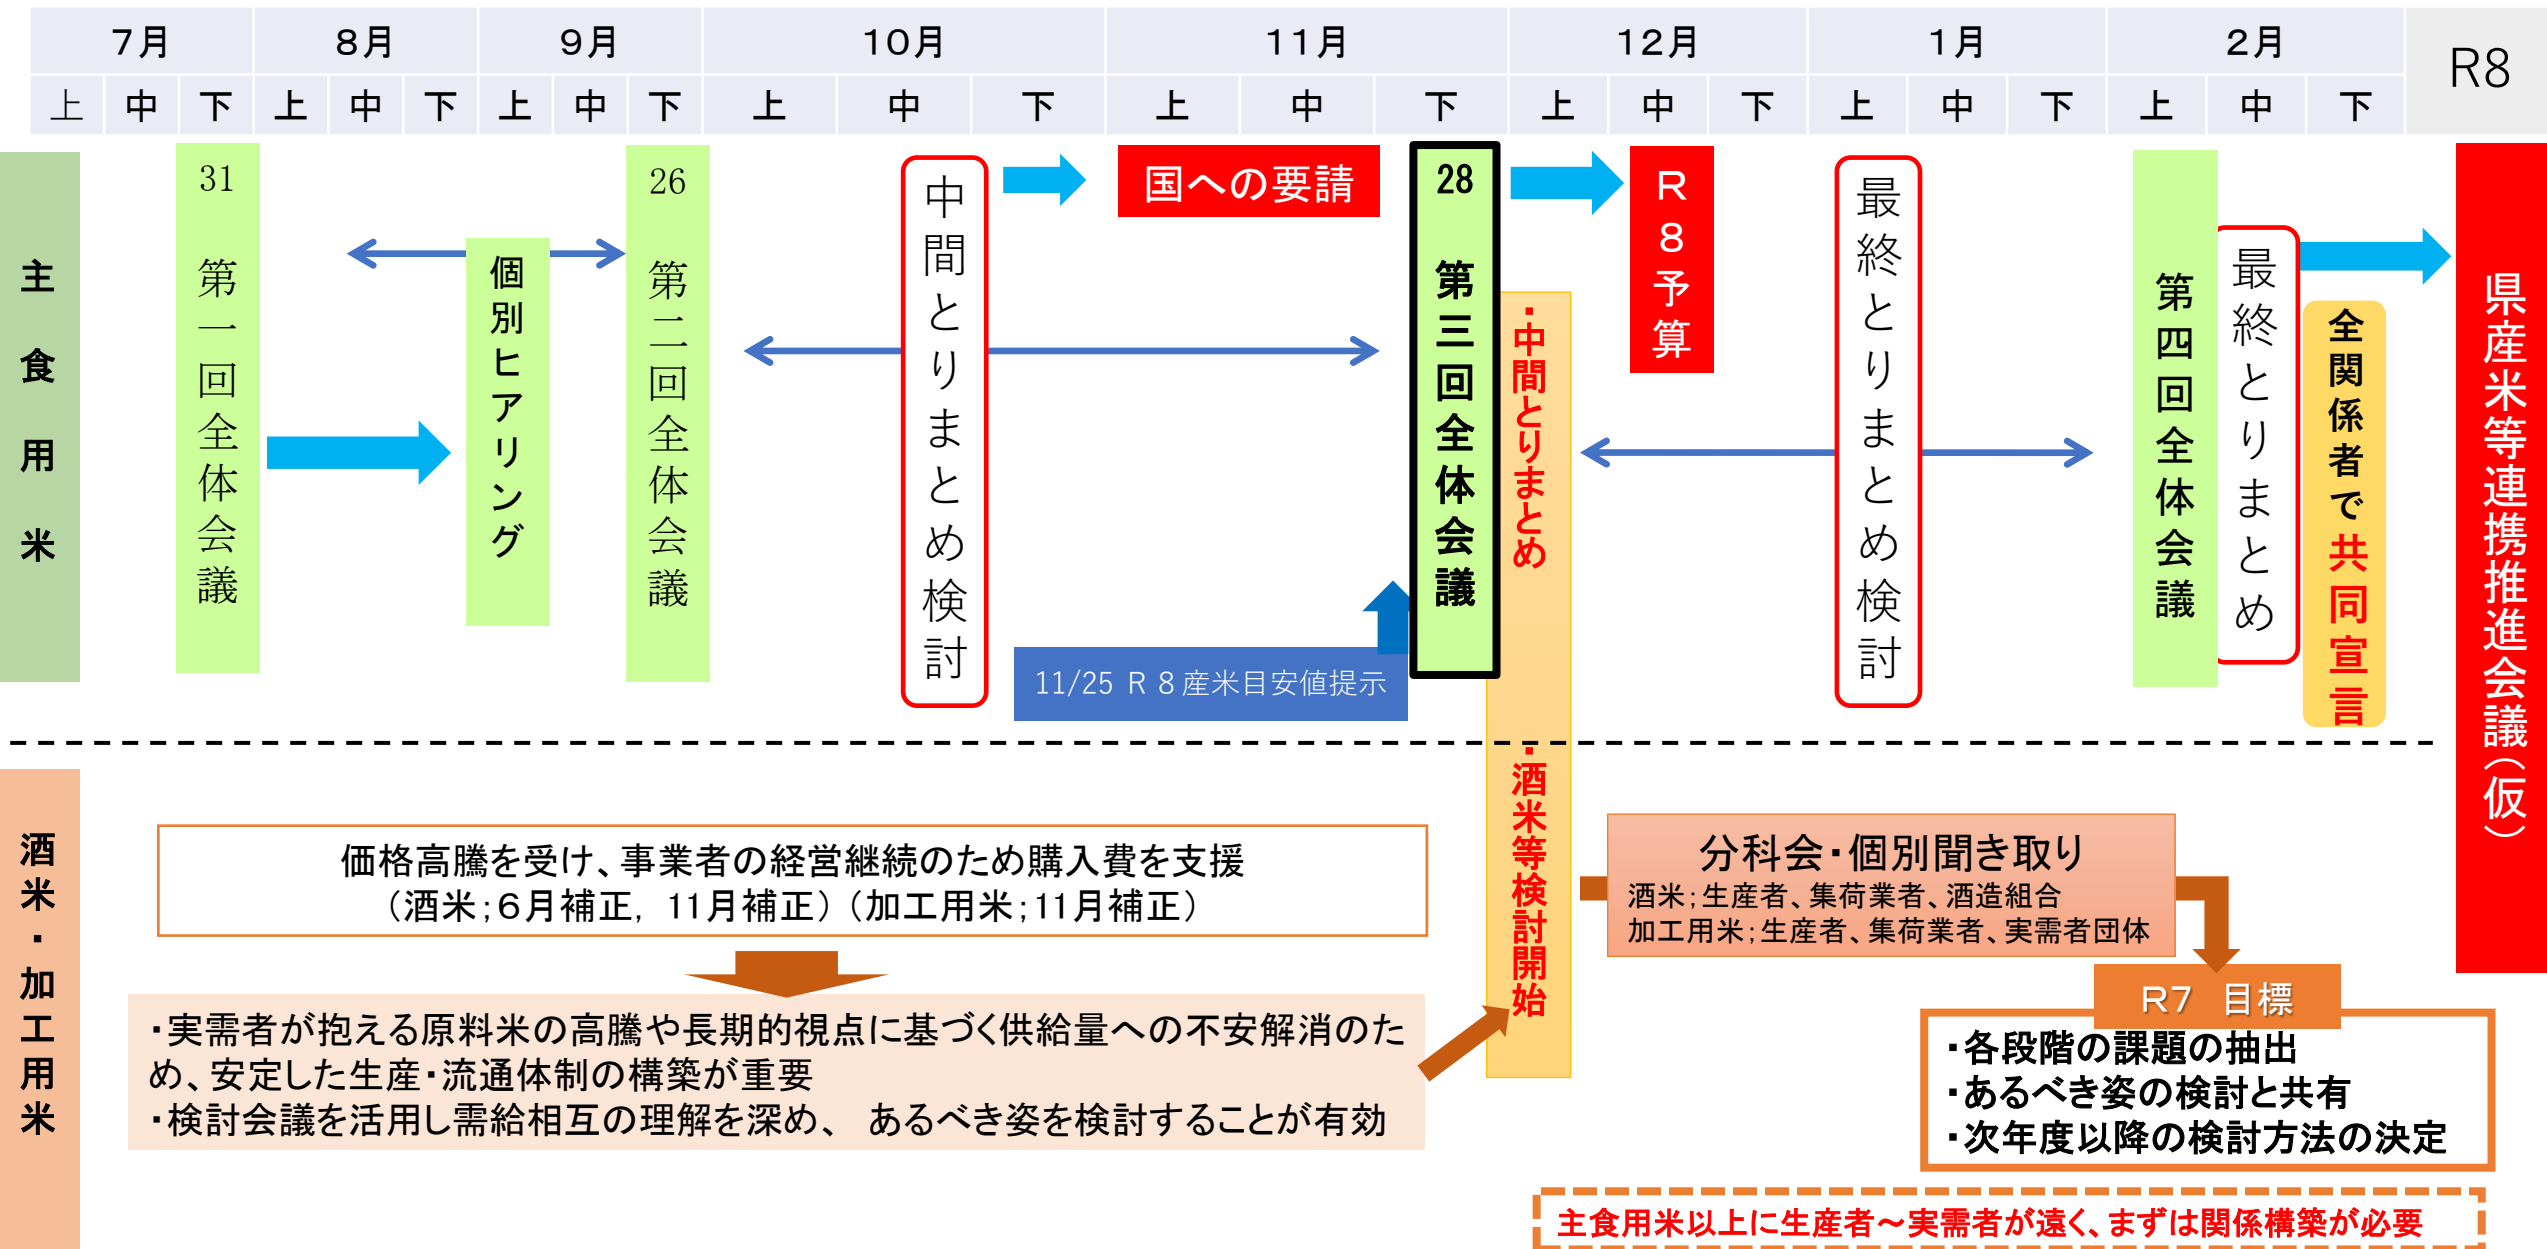 7月 8月 9月 10月 11月 12月 1月 2月 R8
上 中 下 上 中 下 上 中 下 上 中 下 上 中 下 上 中 下 上 中 下 上 中 下
主食用米
31 第一回全体会議
個別ヒアリング
26 第二回全体会議
中間とりまとめ検討
国への要請
11/25 R 8産米目安値提示
28 第三回全体会議
・中間とりまとめ
・酒米等検討開始
R8予算
最終とりまとめ検討
第四回全体会議
最終とりまとめ
全関係者で共同宣言
県産米等連携推進会議(仮)
酒米・加工用米
価格高騰を受け、事業者の経営継続のため購入費を支援
(酒米;6月補正, 11月補正)(加工用米;11月補正)
・実需者が抱える原料米の高騰や長期的視点に基づく供給量への不安解消のた
め、安定した生産・流通体制の構築が重要
・検討会議を活用し需給相互の理解を深め、 あるべき姿を検討することが有効
分科会・個別聞き取り
酒米;生産者、集荷業者、酒造組合
加工用米;生産者、集荷業者、実需者団体
R7 目標
・各段階の課題の抽出
・あるべき姿の検討と共有
・次年度以降の検討方法の決定
主食用米以上に生産者~実需者が遠く、まずは関係構築が必要